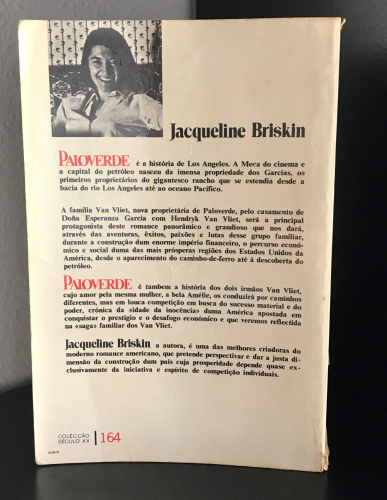 Jacqueline Briskin
PALOVERDE é a história de Los Angeles. A Meca do cinema e
a capital do petróleo nasceu da imensa propriedade dos Garcías, os
primeiros proprietários do gigantesco rancho que se estendia desde a
bacia do rio Los Angeles até ao oceano Pacífico.
A família Van Vliet, nova proprietária de Paloverde, pelo casamento de
Doña Esperanza García com Hendryk Van Vliet, será a principal
protagonista deste romance panorâmico e grandioso que nos dará,
através das aventuras, êxitos, paixões e lutas desse grupo familiar,
durante a construção dum enorme império financeiro, o percurso econó-
mico e social duma das mais prósperas regiões dos Estados Unidos da
América, desde o aparecimento do caminho-de-ferro até à descoberta do
petróleo.
PALOVERDE é tambem a história dos dois irmãos Van Vliet,
cujo amor pela mesma mulher, a bela Amélie, os conduzirá por caminhos
diferentes, mas em louca competição em busca do sucesso material e do
poder, crónica da cidade da inocência› duma América apostada em
conquistar o prestígio e o desafogo económico e que veremos reflectida
na «saga» familiar dos Van Vliet.
Jacqueline Briskin a autora, é uma das melhores criadoras do
moderno romance americano, que pretende perspectivar e dar a justa di-
mensão da construção dum país cuja prosperidade depende quase ex-
clusivamente da iniciativa e espírito de competição individuais.
COLECÇÃO
SÉCULO XX | 164